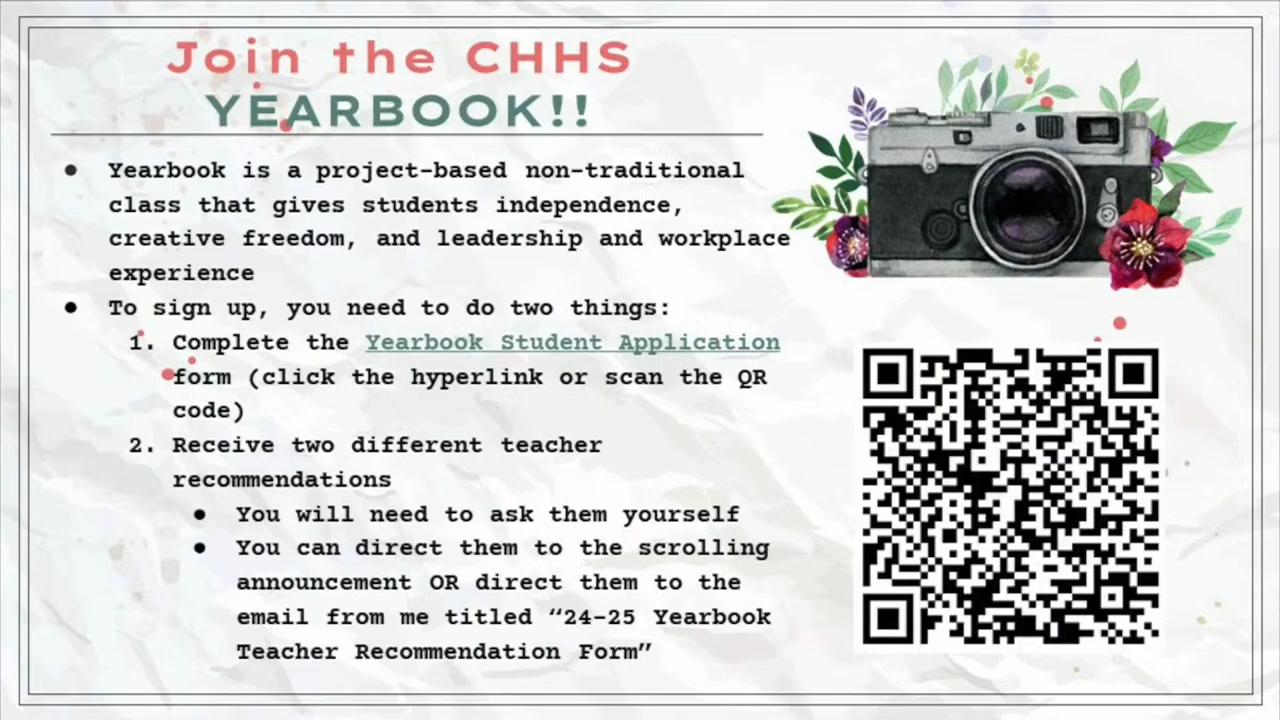 Join the CHHS
YEARBOOK!!
● Yearbook is a project-based non-traditional
class that gives students independence,
creative freedom, and leadership and workplace
experience
● To sign up, you need to do two things:
1. Complete the Yearbook Student Application
form (click the hyperlink or scan the QR
code)
2. Receive two different teacher
recommendations
● You will need to ask them yourself
● You can direct them to the scrolling
announcement OR direct them to the
email from me titled “24-25 Yearbook
Teacher Recommendation Form”